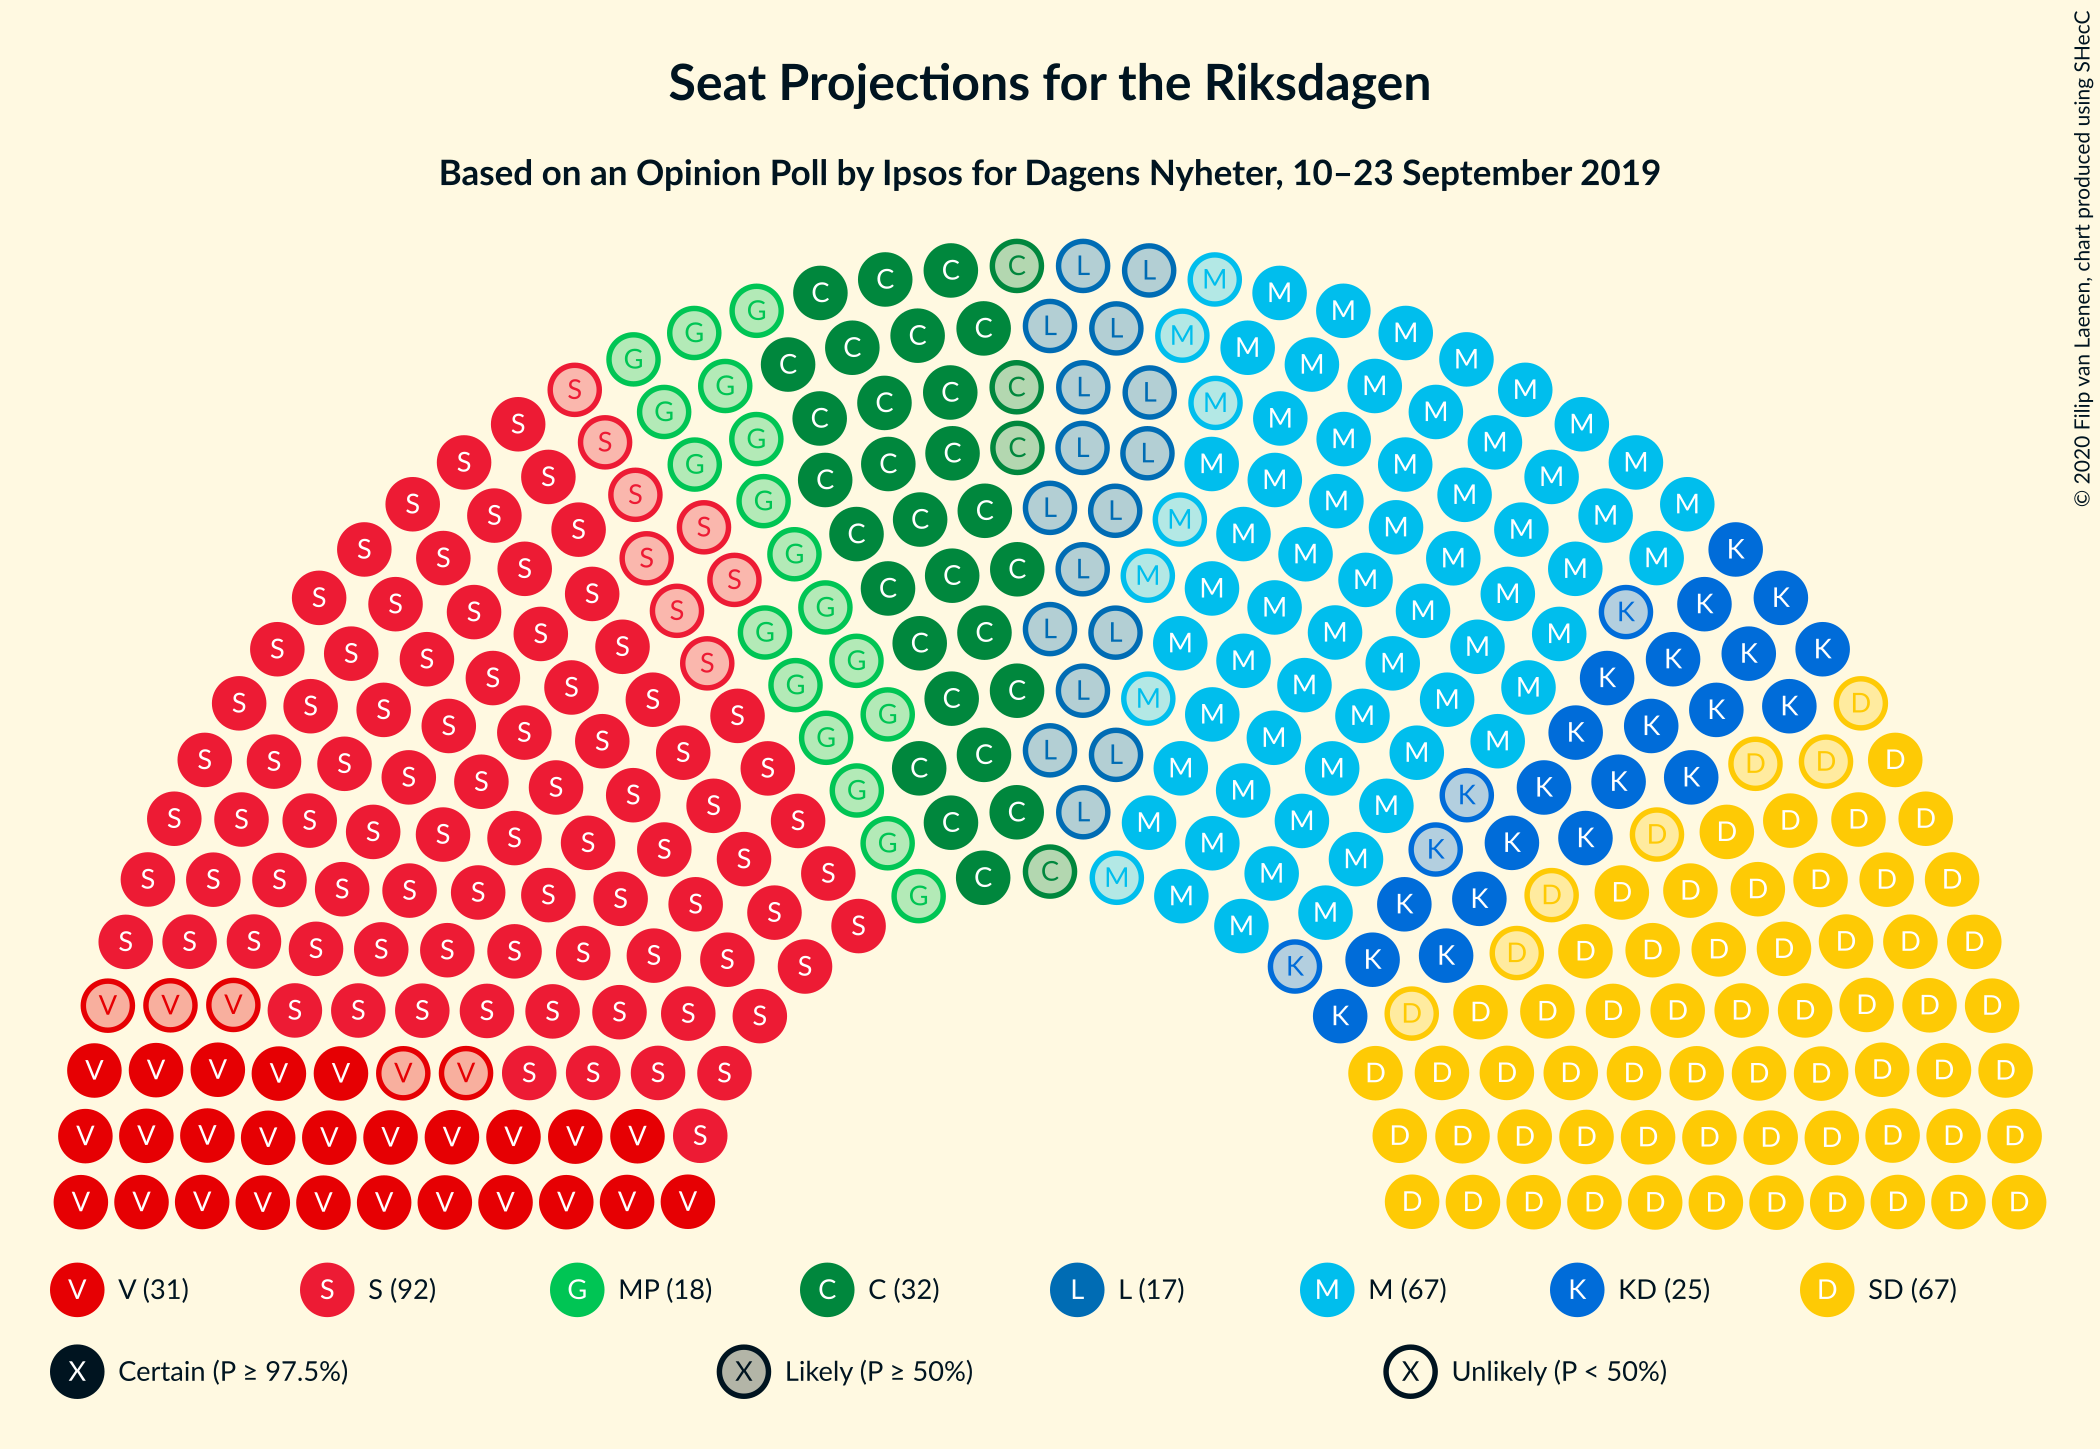 Seat Projections for the Riksdagen
Based on an Opinion Poll by Ipsos for Dagens Nyheter, 10–23 September 2019
© 2020 Filip van Laenen, chart produced using SHecC
V V (31) S S (92) G MP (18) C C (32) L L (17) M M (67) K KD (25) D SD (67)
X Certain (P ≥ 97.5%) X Likely (P ≥ 50%) X Unlikely (P < 50%)